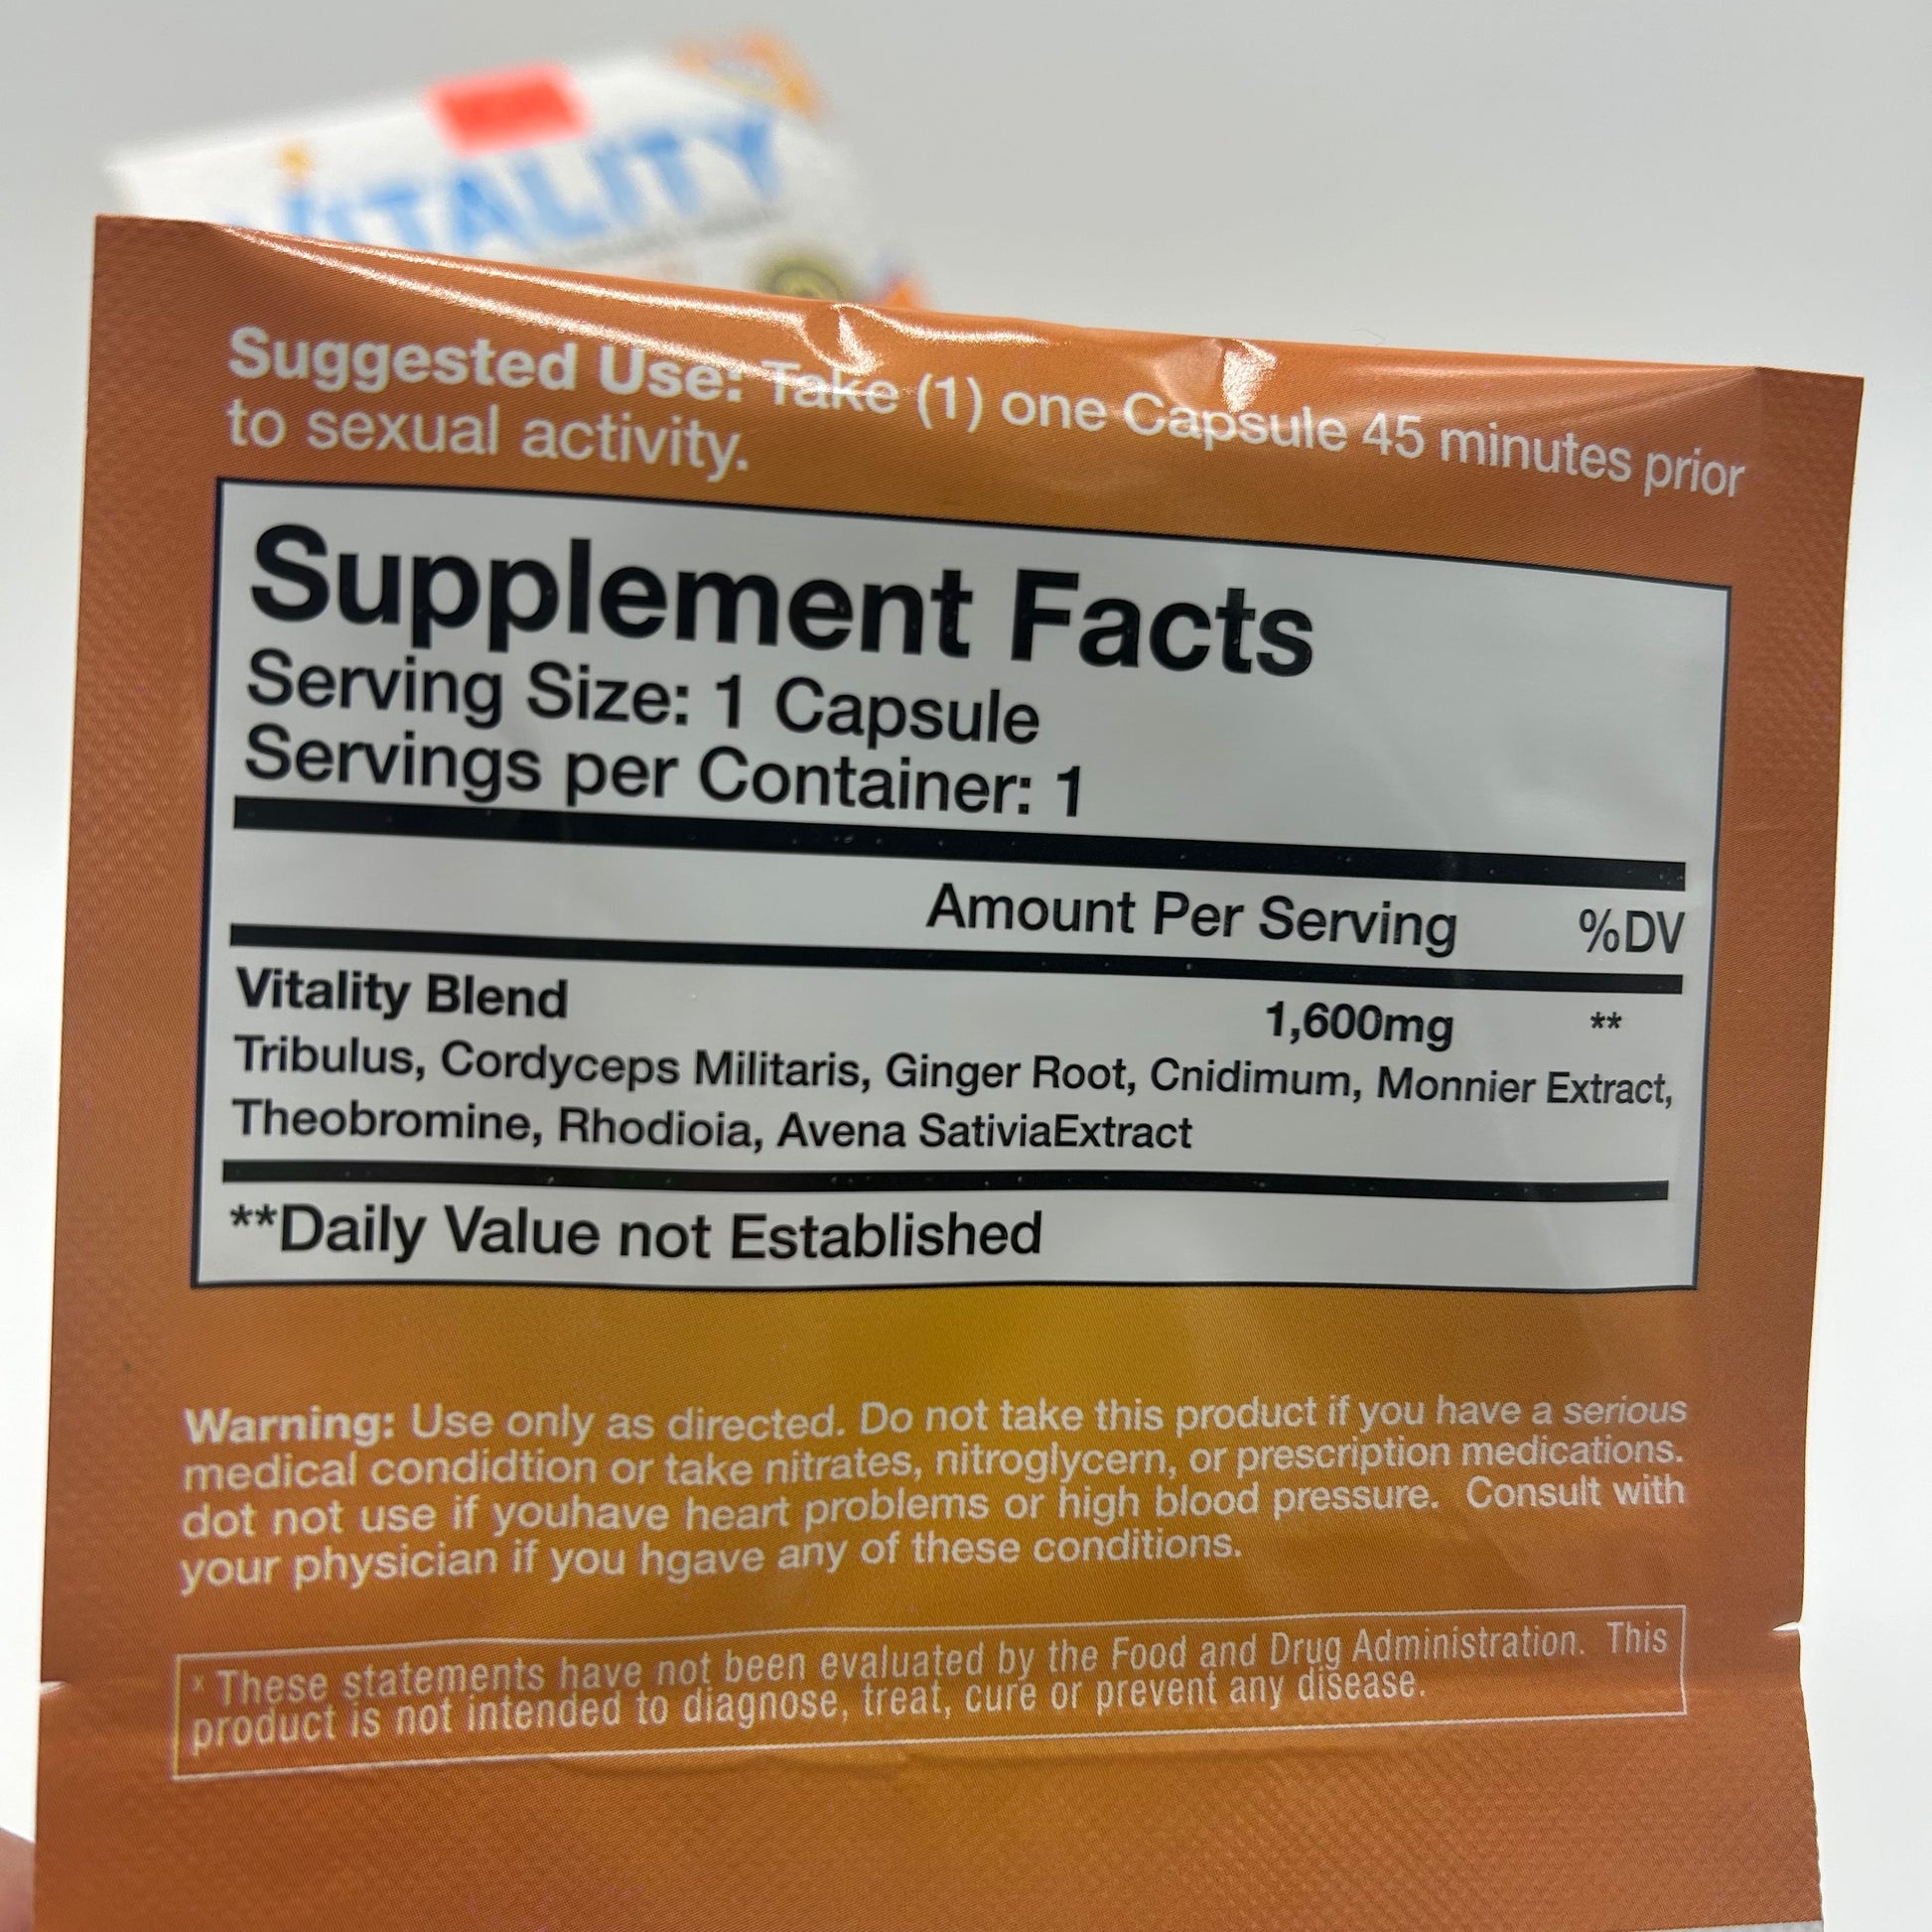 VITALITY
Suggested Use: Take (1) one Capsule 45 minutes prior
to sexual activity.
Supplement Facts
Serving Size: 1 Capsule
Servings per Container: 1
Amount Per Serving %DV
Vitality Blend 1,600mg **
Tribulus, Cordyceps Militaris, Ginger Root, Cnidimum, Monnier Extract,
Theobromine, Rhodioia, Avena SativiaExtract
**Daily Value not Established
Warning: Use only as directed. Do not take this product if you have a serious
medical condidtion or take nitrates, nitroglycern, or prescription medications.
dot not use if youhave heart problems or high blood pressure. Consult with
your physician if you hgave any of these conditions.
x These statements have not been evaluated by the Food and Drug Administration. This
product is not intended to diagnose, treat, cure or prevent any disease.